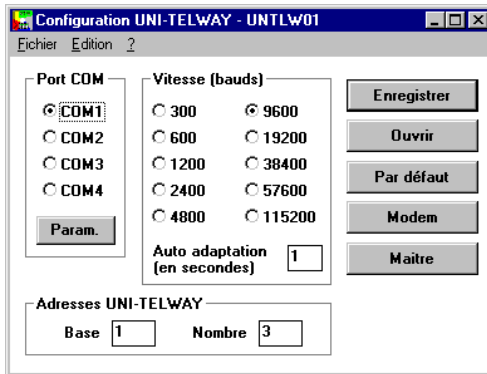 Configuration UNI-TELWAY - UNTLW01
Fichier Edition ?
Port COM
COM1
COM2
COM3
COM4
Param.
Vitesse (bauds)
300 9600
600 19200
1200 38400
2400 57600
4800 115200
Auto adaptation
(en secondes) 1
Enregistrer
Ouvrir
Par défaut
Modem
Maitre
Adresses UNI-TELWAY
Base 1 Nombre 3